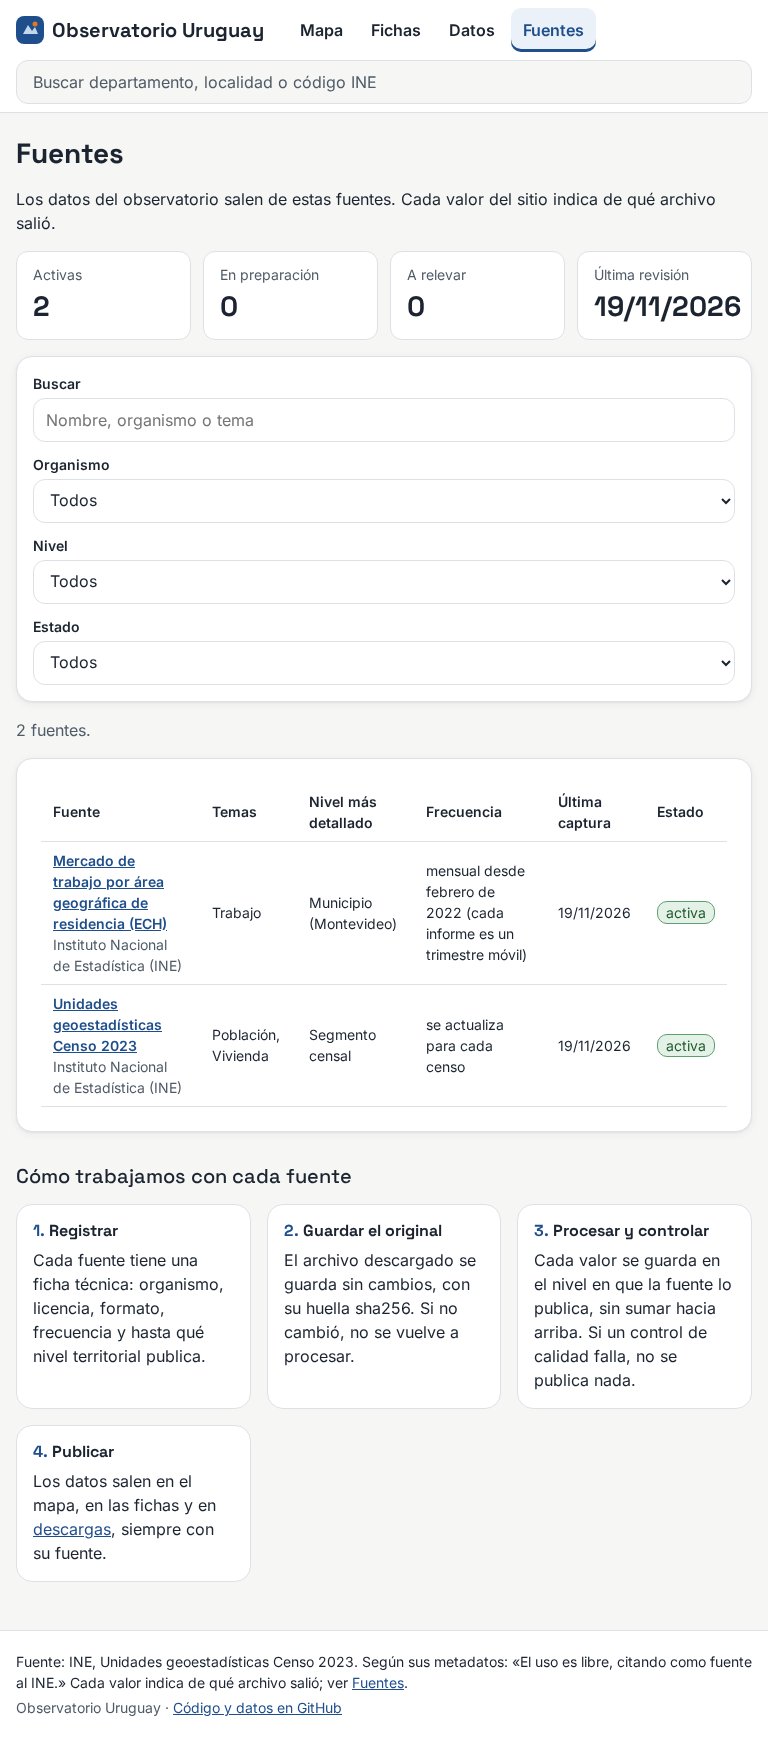 Observatorio Uruguay
Mapa
Fichas
Datos
Fuentes
Buscar departamento, localidad o código INE
Fuentes
Los datos del observatorio salen de estas fuentes. Cada valor del sitio indica de qué archivo
salió.
Activas
2
En preparación
0
A relevar
0
Última revisión
19/11/2026
Buscar
Nombre, organismo o tema
Organismo
Todos
Nivel
Todos
Estado
Todos
2 fuentes.
Fuente
Temas
Nivel más
detallado
Frecuencia
Última
captura
Estado
Mercado de
trabajo por área
geográfica de
residencia (ECH)
Instituto Nacional
de Estadística (INE)
Trabajo
Municipio
(Montevideo)
mensual desde
febrero de
2022 (cada
informe es un
trimestre móvil)
19/11/2026
activa
Unidades
geoestadísticas
Censo 2023
Instituto Nacional
de Estadística (INE)
Población,
Vivienda
Segmento
censal
se actualiza
para cada
censo
19/11/2026
activa
Cómo trabajamos con cada fuente
1. Registrar
Cada fuente tiene una
ficha técnica: organismo,
licencia, formato,
frecuencia y hasta qué
nivel territorial publica.
2. Guardar el original
El archivo descargado se
guarda sin cambios, con
su huella sha256. Si no
cambió, no se vuelve a
procesar.
3. Procesar y controlar
Cada valor se guarda en
el nivel en que la fuente lo
publica, sin sumar hacia
arriba. Si un control de
calidad falla, no se
publica nada.
4. Publicar
Los datos salen en el
mapa, en las fichas y en
descargas, siempre con
su fuente.
Fuente: INE, Unidades geoestadísticas Censo 2023. Según sus metadatos: «El uso es libre, citando como fuente
al INE.» Cada valor indica de qué archivo salió; ver Fuentes.
Observatorio Uruguay · Código y datos en GitHub